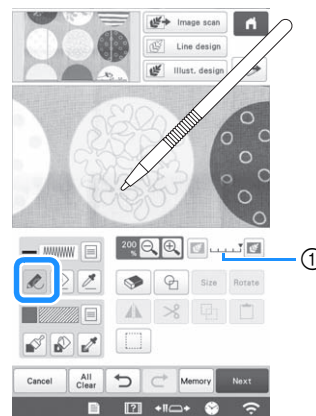 Image scan
Line design
Illust. design
①
200
%
Size
Rotate
Cancel
All
Clear
Memory
Next